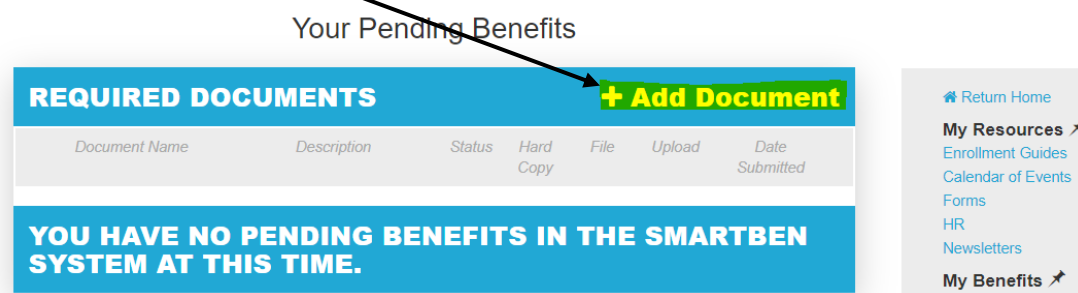 Your Pending Benefits
REQUIRED DOCUMENTS
+ Add Document
Document Name Description Status Hard Copy File Upload Date Submitted
YOU HAVE NO PENDING BENEFITS IN THE SMARTBEN
SYSTEM AT THIS TIME.
Return Home
My Resources
Enrollment Guides
Calendar of Events
Forms
HR
Newsletters
My Benefits